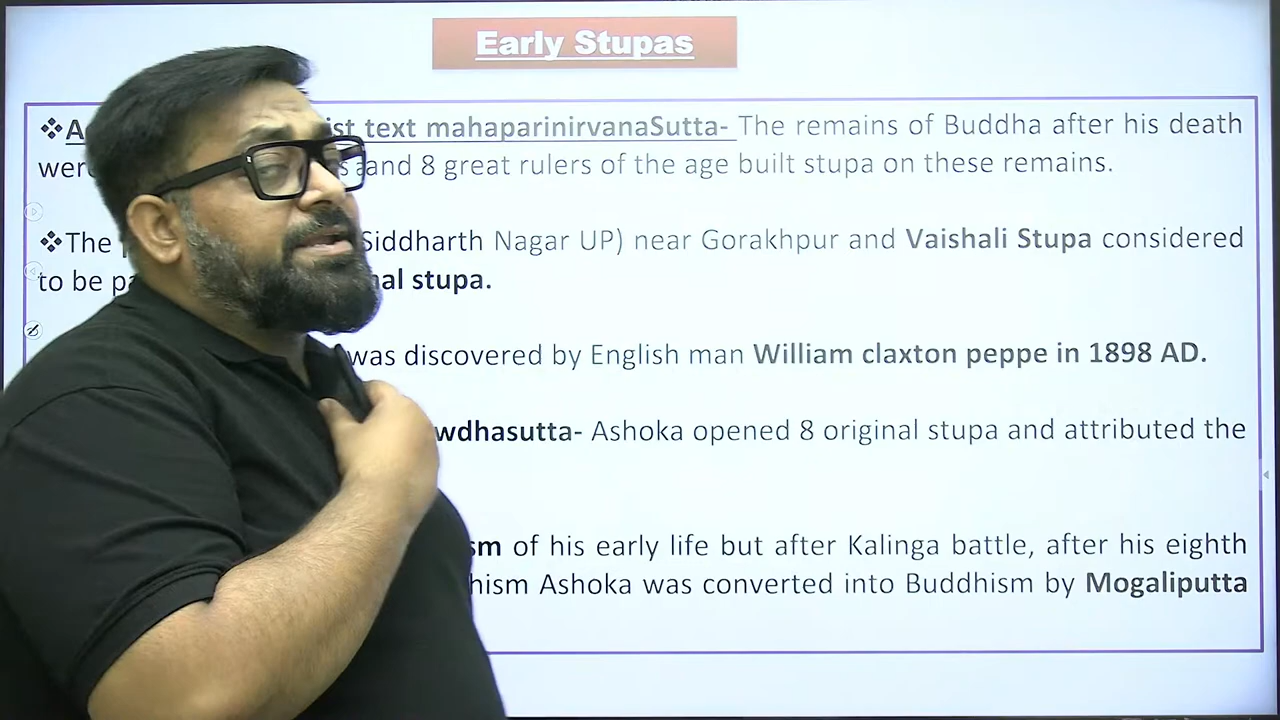 Early Stupas
❖A ist text mahaparinirvanaSutta- The remains of Buddha after his death
were and 8 great rulers of the age built stupa on these remains.
❖The Siddharth Nagar UP) near Gorakhpur and Vaishali Stupa considered
to be nal stupa.
was discovered by English man William claxton peppe in 1898 AD.
wdhasutta- Ashoka opened 8 original stupa and attributed the
sm of his early life but after Kalinga battle, after his eighth
hism Ashoka was converted into Buddhism by Mogaliputta